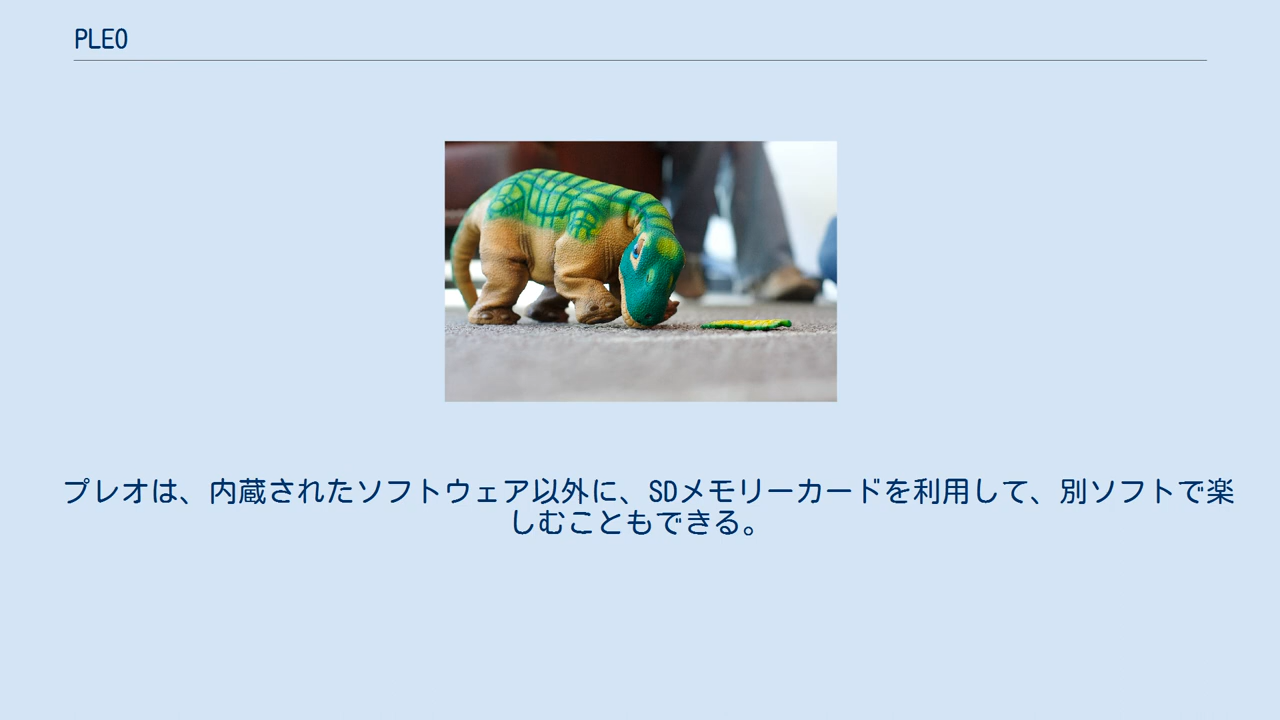 PLEO
プレオは、内蔵されたソフトウェア以外に、SDメモリーカードを利用して、別ソフトで楽
しむこともできる。